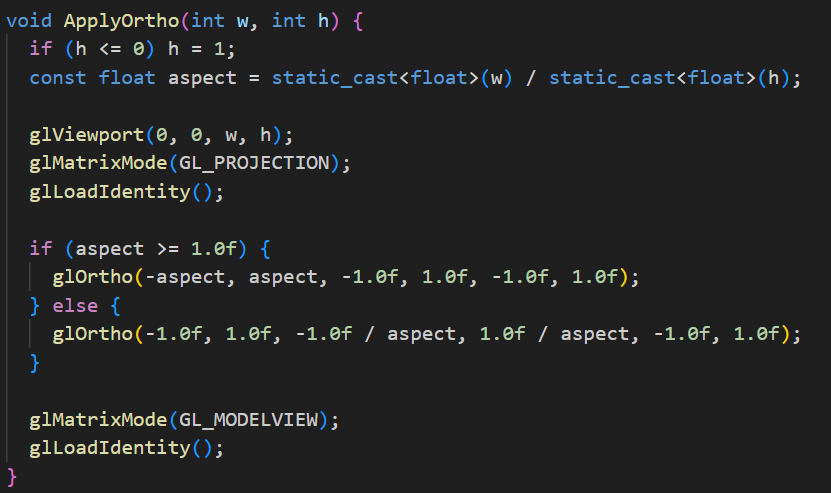 void ApplyOrtho(int w, int h) {
  if (h <= 0) h = 1;
  const float aspect = static_cast<float>(w) / static_cast<float>(h);

  glViewport(0, 0, w, h);
  glMatrixMode(GL_PROJECTION);
  glLoadIdentity();

  if (aspect >= 1.0f) {
    glOrtho(-aspect, aspect, -1.0f, 1.0f, -1.0f, 1.0f);
  } else {
    glOrtho(-1.0f, 1.0f, -1.0f / aspect, 1.0f / aspect, -1.0f, 1.0f);
  }

  glMatrixMode(GL_MODELVIEW);
  glLoadIdentity();
}